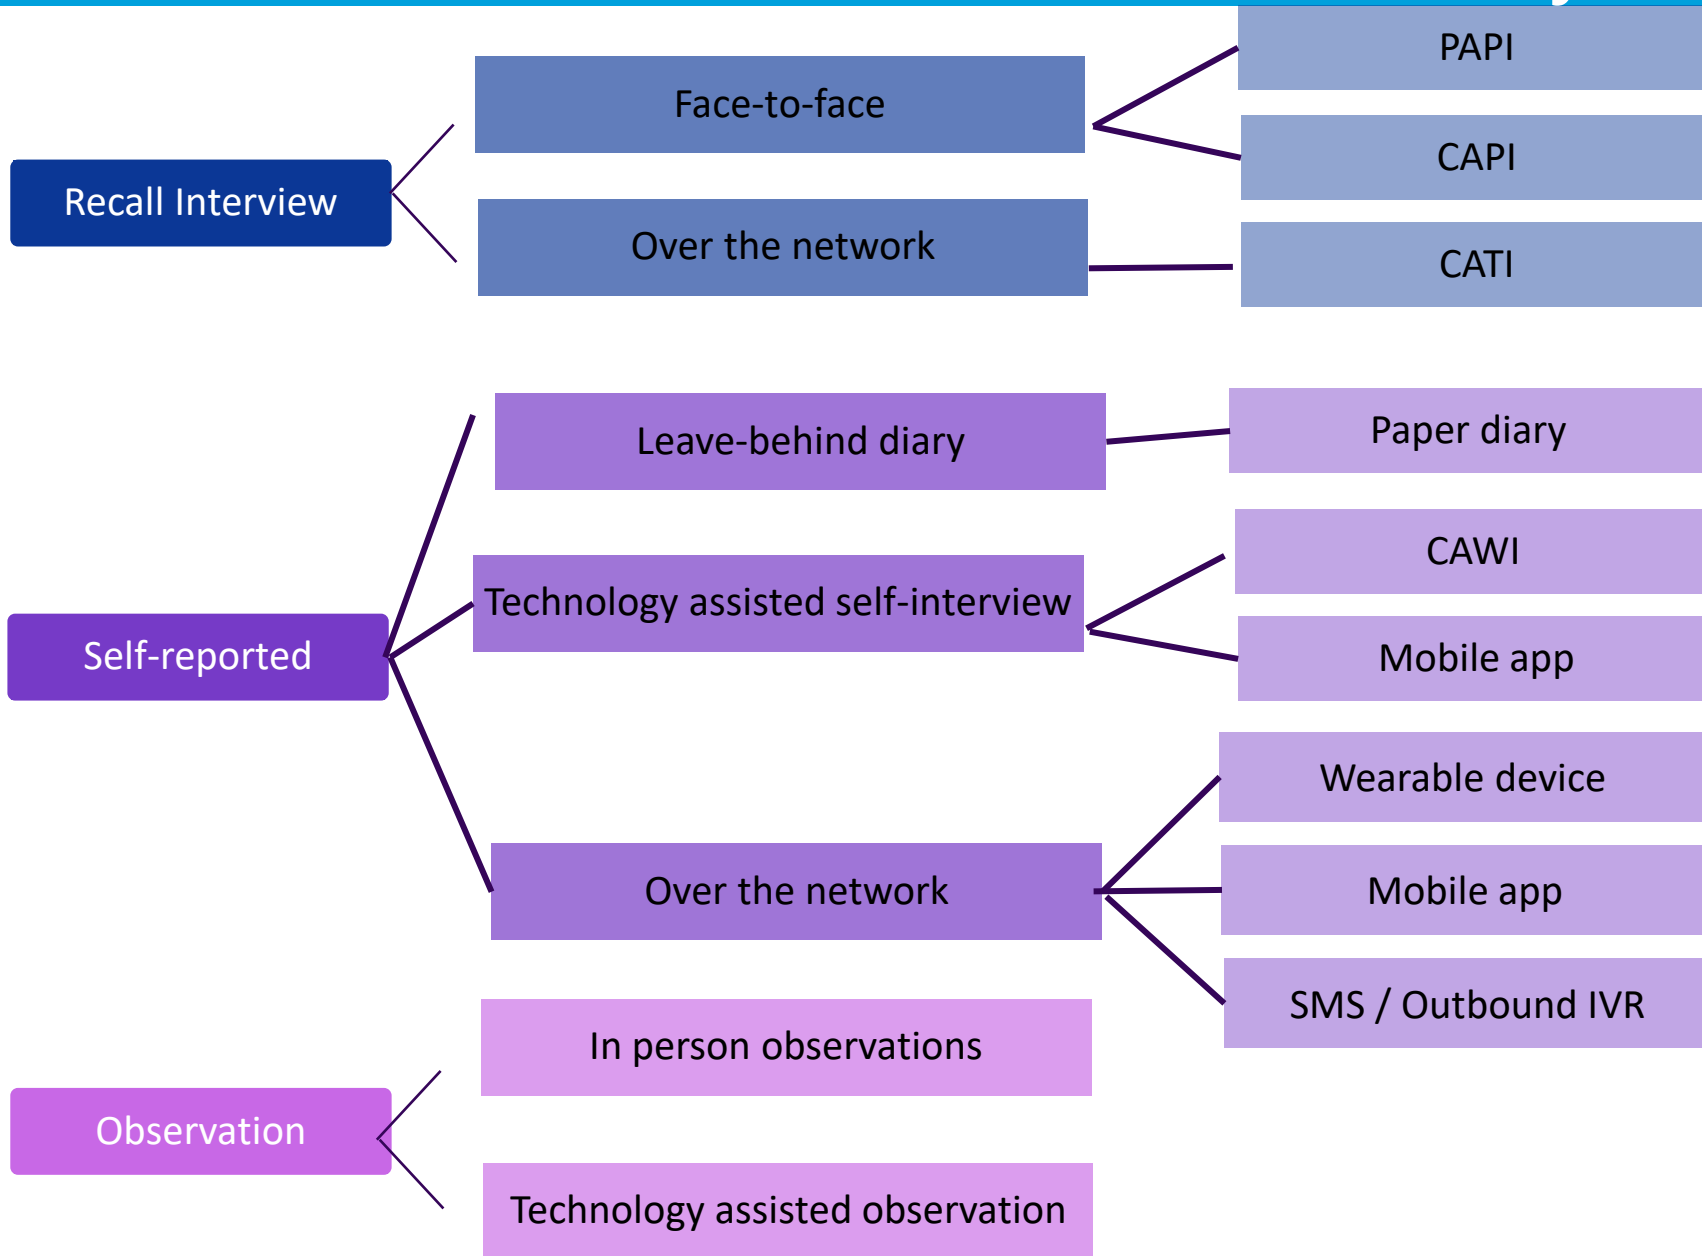 Face-to-face
PAPI
CAPI
Recall Interview
Over the network
CATI
Leave-behind diary
Paper diary
CAWI
Technology assisted self-interview
Self-reported
Mobile app
Wearable device
Over the network
Mobile app
SMS / Outbound IVR
In person observations
Observation
Technology assisted observation